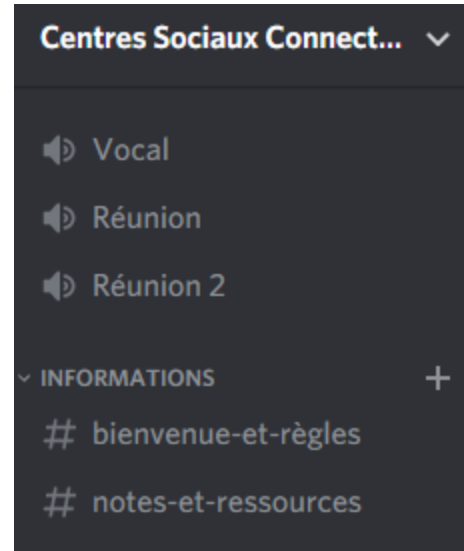 Centres Sociaux Connect...
Vocal
Réunion
Réunion 2
INFORMATIONS
# bienvenue-et-règles
# notes-et-ressources